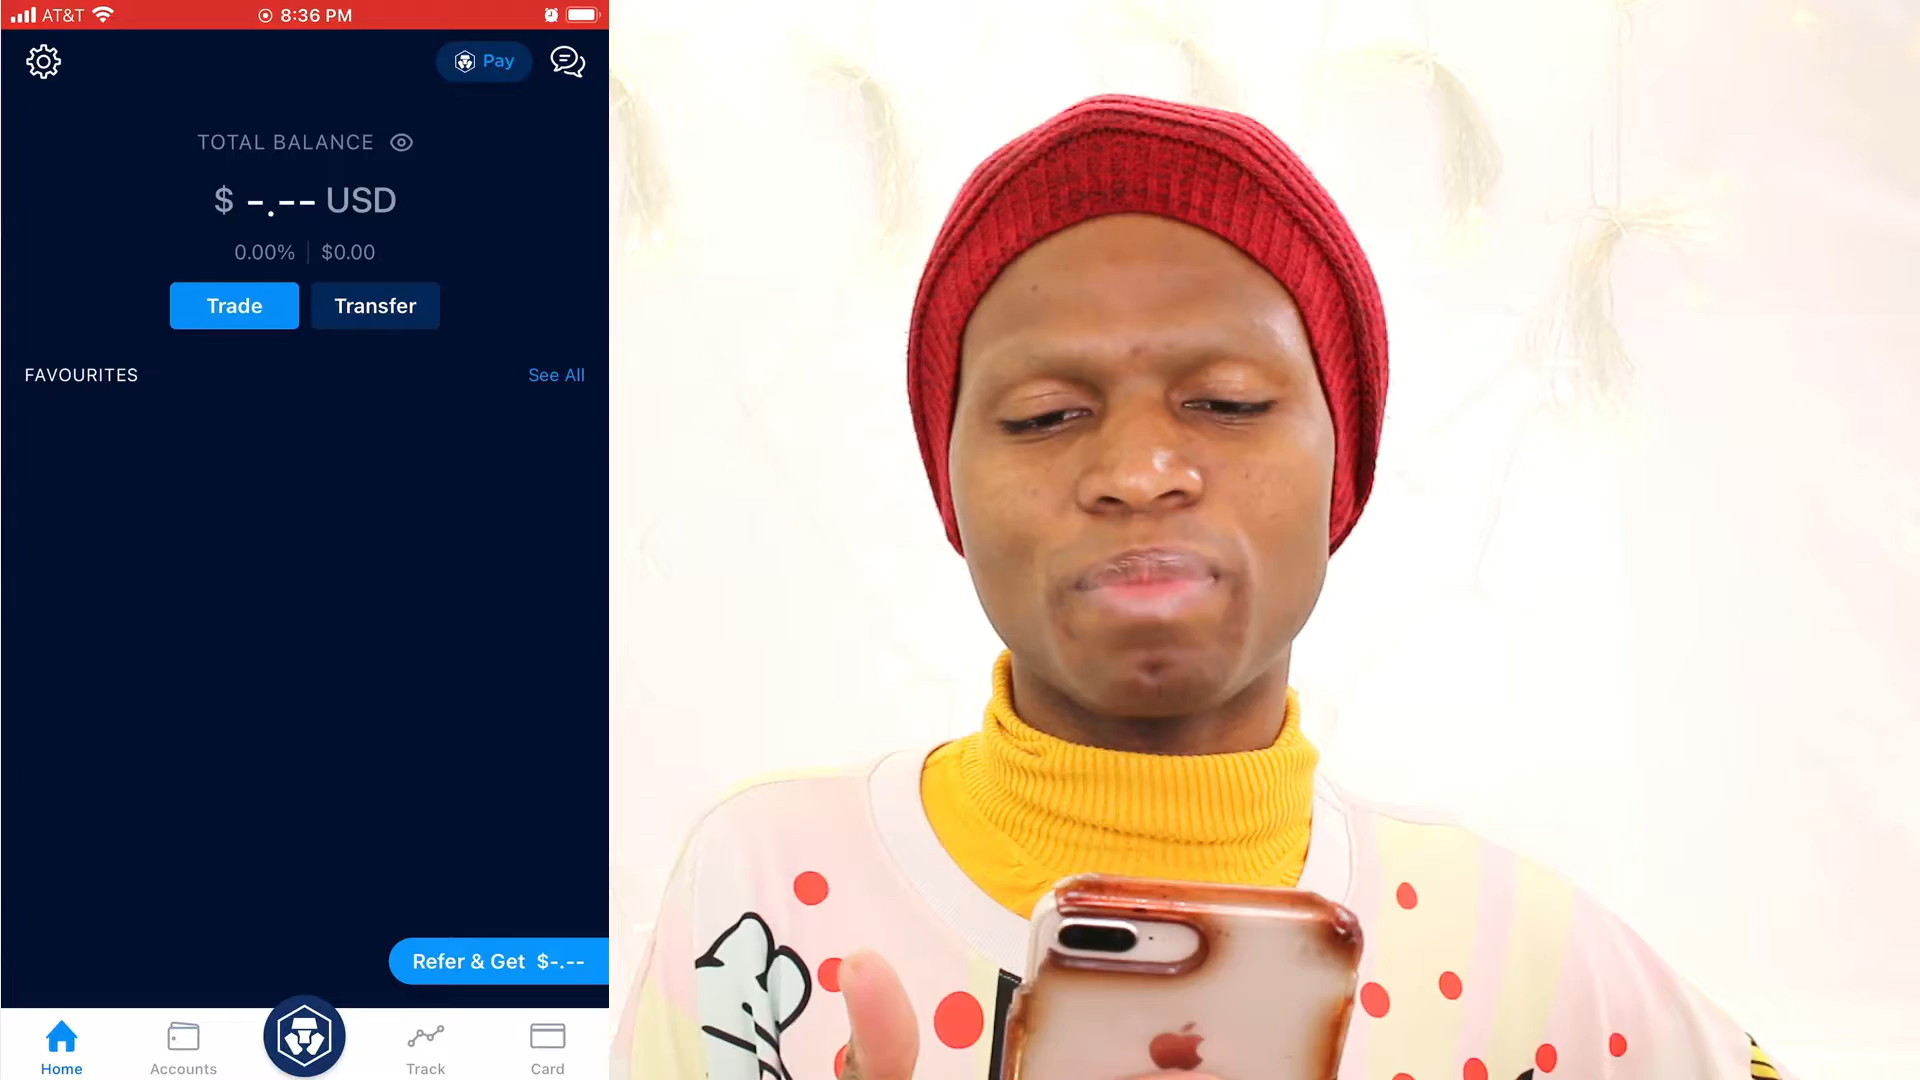 AT&T 8:36 PM
Pay
TOTAL BALANCE
$ -.-- USD
0.00% $0.00
Trade Transfer
FAVOURITES See All
Refer & Get $-.--
Home Accounts Track Card